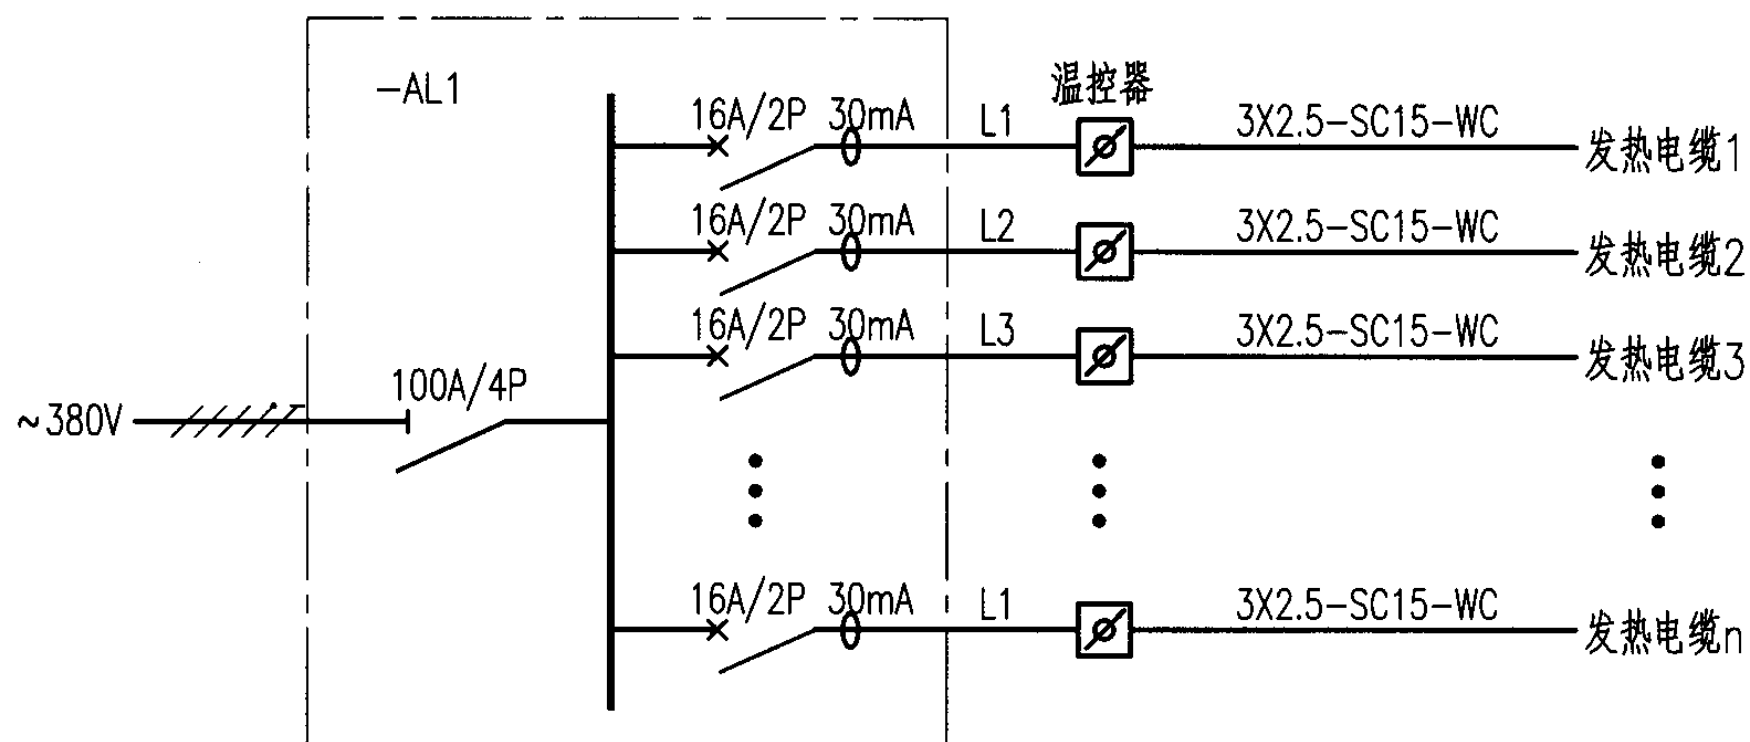 -AL1
温控器
16A/2P 30mA L1 3X2.5-SC15-WC
发热电缆1
16A/2P 30mA L2 3X2.5-SC15-WC
发热电缆2
16A/2P 30mA L3 3X2.5-SC15-WC
发热电缆3
100A/4P
~380V
16A/2P 30mA L1 3X2.5-SC15-WC
发热电缆n